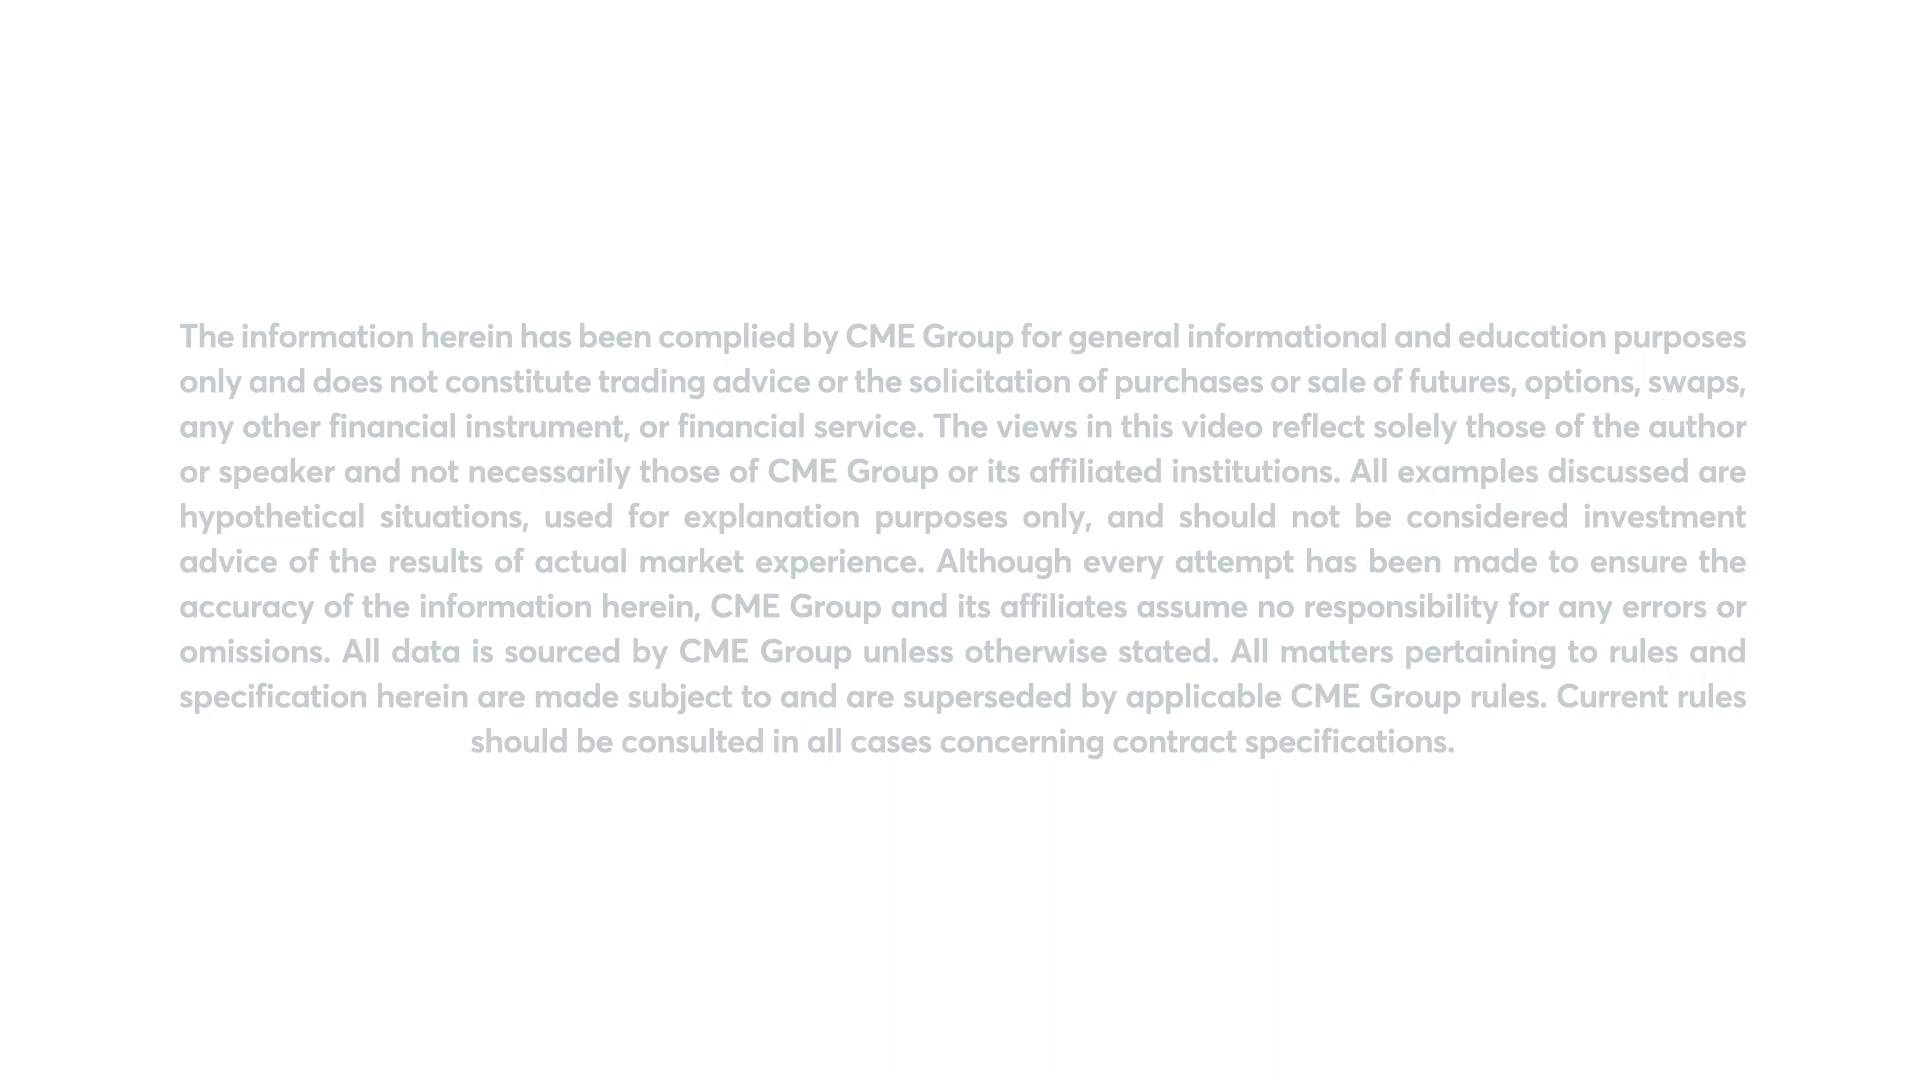 The information herein has been complied by CME Group for general informational and education purposes
only and does not constitute trading advice or the solicitation of purchases or sale of futures, options, swaps,
any other financial instrument, or financial service. The views in this video reflect solely those of the author
or speaker and not necessarily those of CME Group or its affiliated institutions. All examples discussed are
hypothetical situations, used for explanation purposes only, and should not be considered investment
advice of the results of actual market experience. Although every attempt has been made to ensure the
accuracy of the information herein, CME Group and its affiliates assume no responsibility for any errors or
omissions. All data is sourced by CME Group unless otherwise stated. All matters pertaining to rules and
specification herein are made subject to and are superseded by applicable CME Group rules. Current rules
should be consulted in all cases concerning contract specifications.